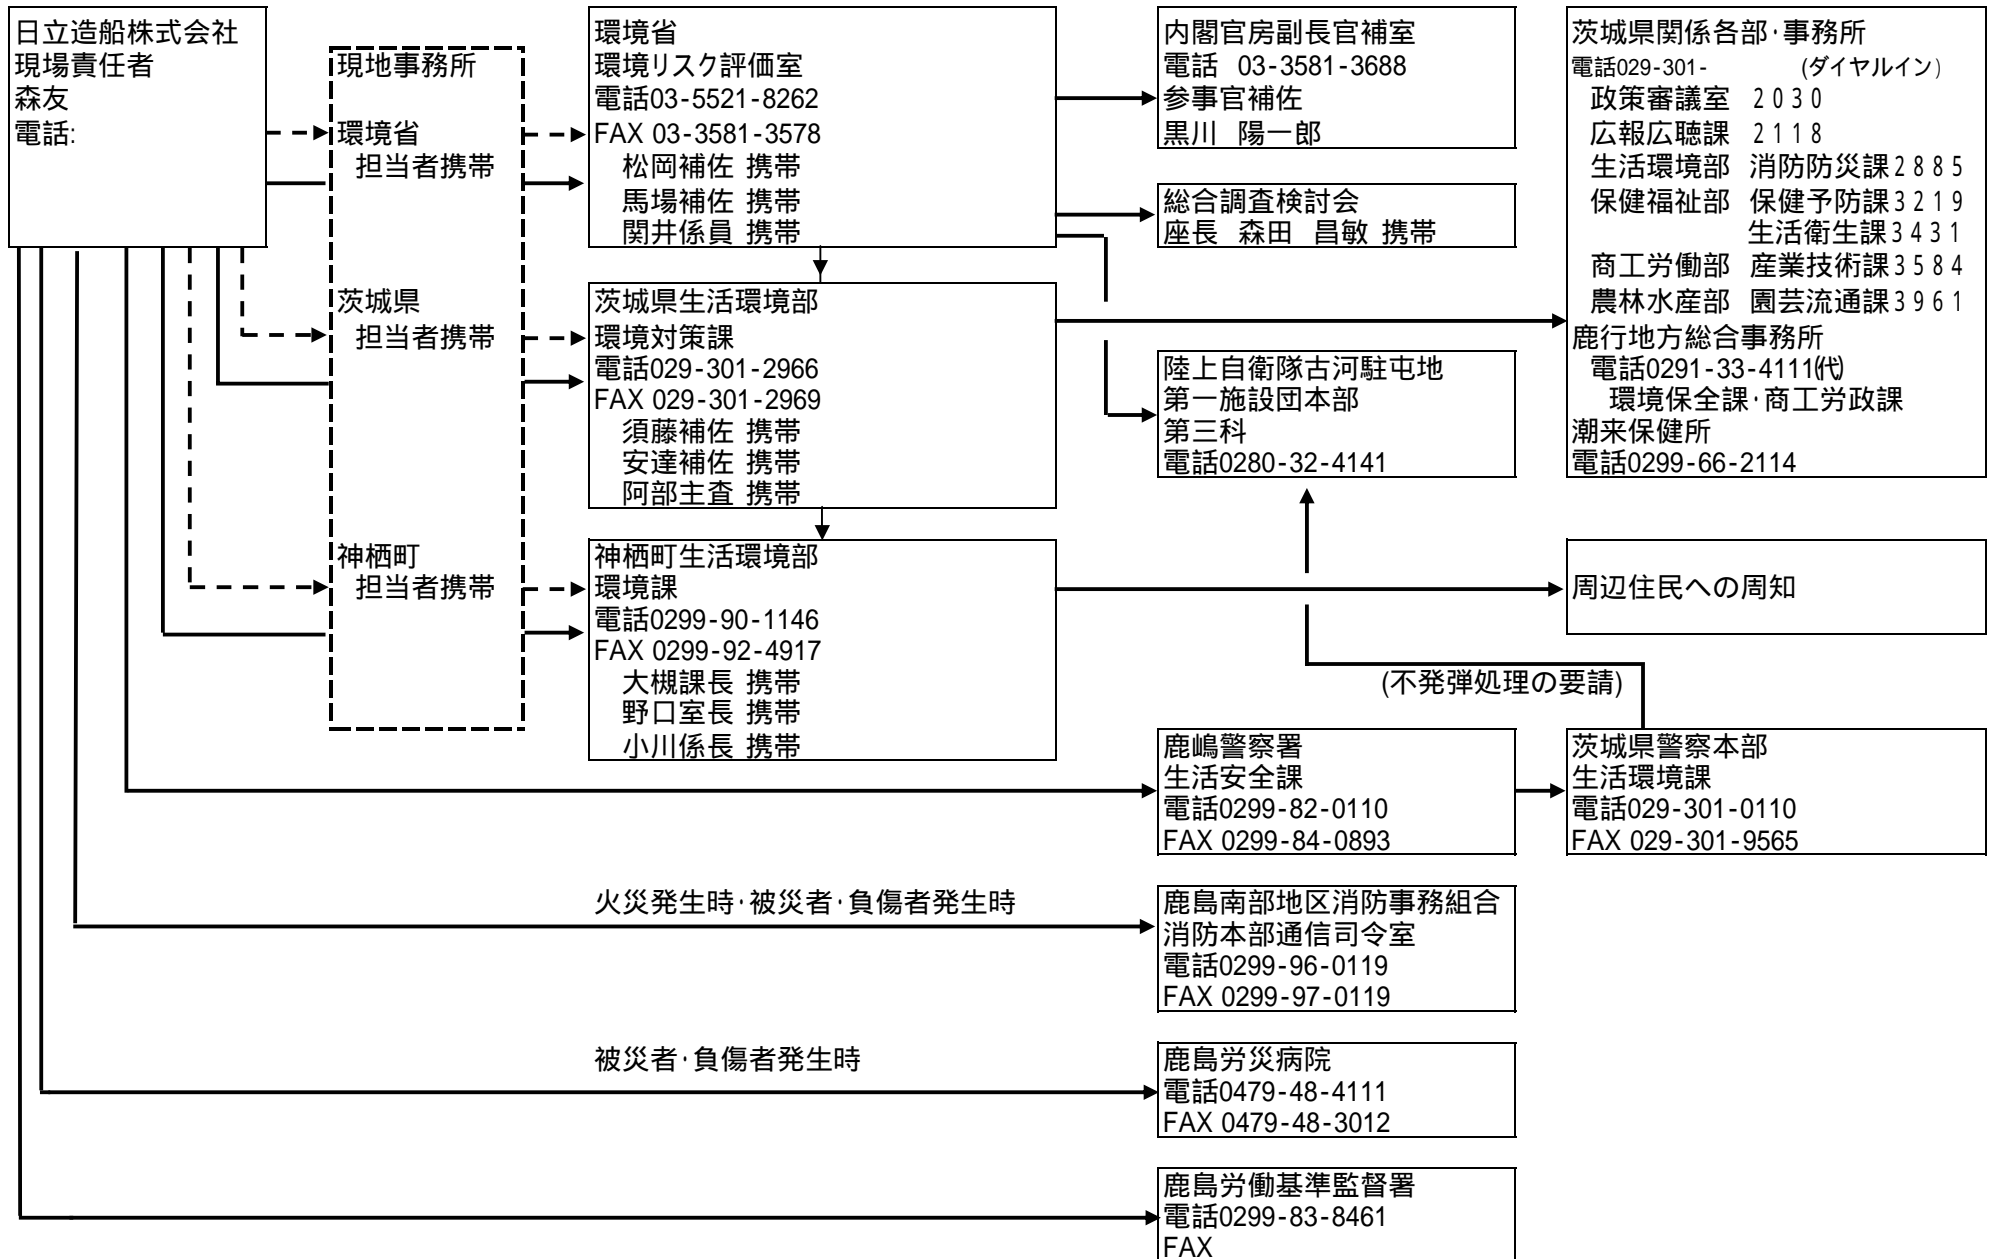 日立造船株式会社
現場責任者
森友
電話:
現地事務所
環境省
担当者携帯
茨城県
担当者携帯
神栖町
担当者携帯
環境省
環境リスク評価室
電話03-5521-8262
FAX 03-3581-3578
松岡補佐 携帯
馬場補佐 携帯
関井係員 携帯
茨城県生活環境部
環境対策課
電話029-301-2966
FAX 029-301-2969
須藤補佐 携帯
安達補佐 携帯
阿部主査 携帯
神栖町生活環境部
環境課
電話0299-90-1146
FAX 0299-92-4917
大槻課長 携帯
野口室長 携帯
小川係長 携帯
内閣官房副長官補室
電話 03-3581-3688
参事官補佐
黒川 陽一郎
総合調査検討会
座長 森田 昌敏 携帯
陸上自衛隊古河駐屯地
第一施設団本部
第三科
電話0280-32-4141
茨城県関係各部・事務所
電話029-301- (ダイヤルイン)
政策審議室 2030
広報広聴課 2118
生活環境部 消防防災課2885
保健福祉部 保健予防課3219
生活衛生課3431
商工労働部 産業技術課3584
農林水産部 園芸流通課3961
鹿行地方総合事務所
電話0291-33-4111㈹
環境保全課・商工労政課
潮来保健所
電話0299-66-2114
周辺住民への周知
(不発弾処理の要請)
鹿嶋警察署
生活安全課
電話0299-82-0110
FAX 0299-84-0893
茨城県警察本部
生活環境課
電話029-301-0110
FAX 029-301-9565
火災発生時・被災者・負傷者発生時
鹿島南部地区消防事務組合
消防本部通信司令室
電話0299-96-0119
FAX 0299-97-0119
被災者・負傷者発生時
鹿島労災病院
電話0479-48-4111
FAX 0479-48-3012
鹿島労働基準監督署
電話0299-83-8461
FAX